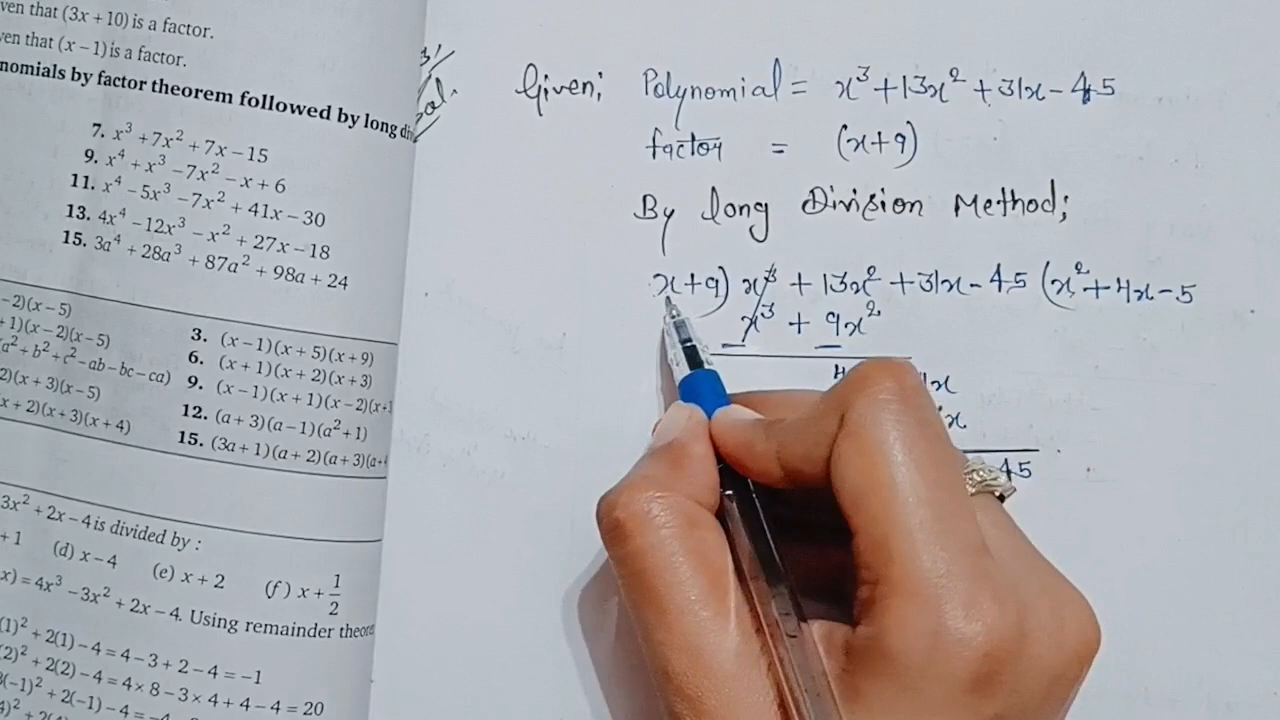 ven that (3x + 10) is a factor.
en that (x − 1) is a factor.
nomials by factor theorem followed by long di
7. x³ + 7x² + 7x − 15
9. x⁴ + x³ − 7x² − x + 6
11. x⁴ − 5x³ − 7x² + 41x − 30
13. 4x⁴ − 12x³ − x² + 27x − 18
15. 3a⁴ + 28a³ + 87a² + 98a + 24
−2)(x − 5)
+1)(x − 2)(x − 5)
a² + b² + c² − ab − bc − ca)
2)(x + 3)(x − 5)
x + 2)(x + 3)(x + 4)
3. (x − 1)(x + 5)(x + 9)
6. (x + 1)(x + 2)(x + 3)
9. (x − 1)(x + 1)(x − 2)(x +
12. (a + 3)(a − 1)(a² + 1)
15. (3a + 1)(a + 2)(a + 3)(a +
3x² + 2x − 4 is divided by :
+ 1 (d) x − 4 (e) x + 2 (f) x + 1/2
x) = 4x³ − 3x² + 2x − 4. Using remainder theore
(1)² + 2(1) − 4 = 4 − 3 + 2 − 4 = −1
(2)² + 2(2) − 4 = 4 × 8 − 3 × 4 + 4 − 4 = 20
(−1)² + 2(−1) − 4 =
Given; Polynomial = x³ + 13x² + 31x − 45
factor = (x+9)
By long Division Method;
x+9) x³ + 13x² + 31x − 45 (x² + 4x − 5
x³ + 9x²
4
x
x
45